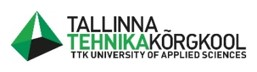 TALLINNA
TEHNIKAKÕRGKOOL
TTK UNIVERSITY OF APPLIED SCIENCES